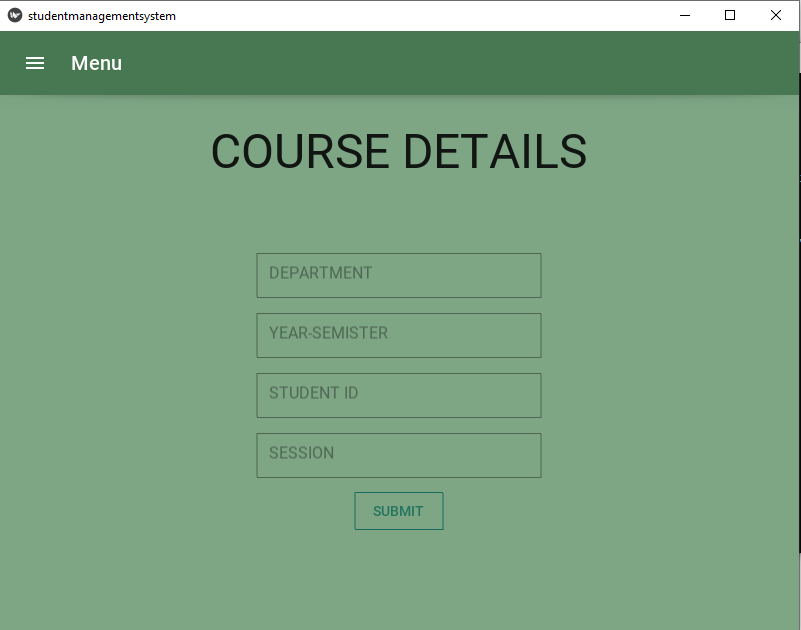 studentmanagementsystem
Menu
COURSE DETAILS
DEPARTMENT
YEAR-SEMISTER
STUDENT ID
SESSION
SUBMIT